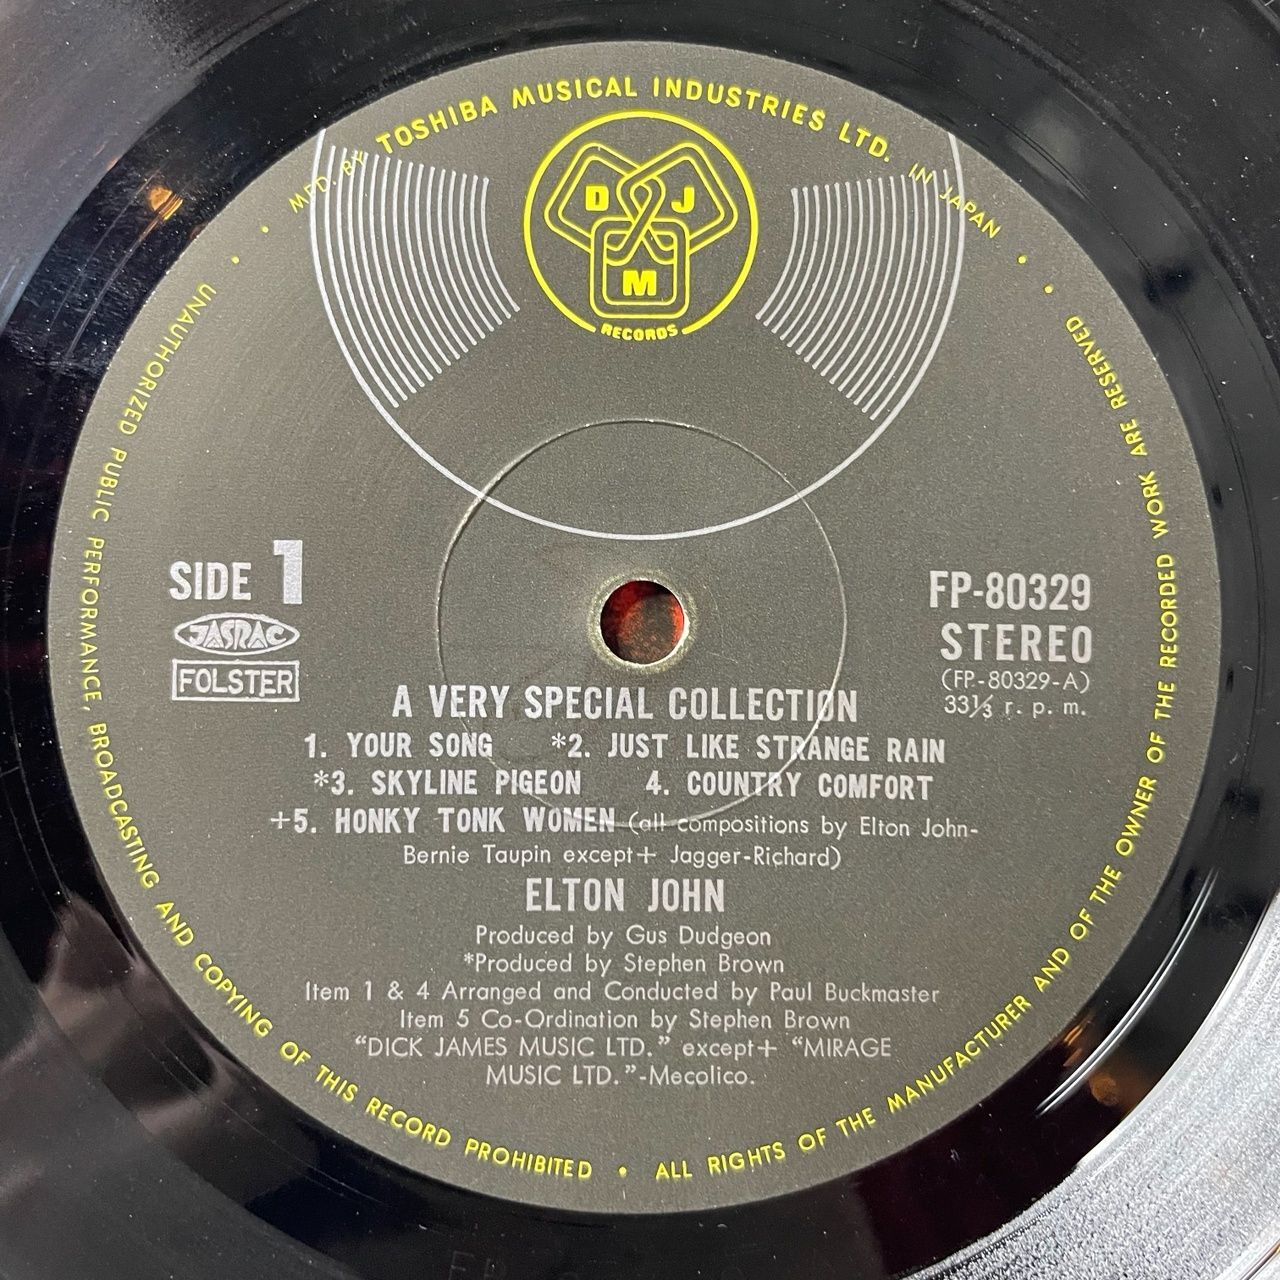 MFD. BY TOSHIBA MUSICAL INDUSTRIES LTD. IN JAPAN
D J
M
RECORDS
SIDE 1
JASRAC
FOLSTER
FP-80329
STEREO
(FP-80329-A)
33⅓ r. p. m.
A VERY SPECIAL COLLECTION
1. YOUR SONG *2. JUST LIKE STRANGE RAIN
*3. SKYLINE PIGEON 4. COUNTRY COMFORT
+5. HONKY TONK WOMEN (all compositions by Elton John-
Bernie Taupin except+ Jagger-Richard)
ELTON JOHN
Produced by Gus Dudgeon
*Produced by Stephen Brown
Item 1 & 4 Arranged and Conducted by Paul Buckmaster
Item 5 Co-Ordination by Stephen Brown
“DICK JAMES MUSIC LTD.” except+ “MIRAGE
MUSIC LTD.”-Mecolico.
UNAUTHORIZED PUBLIC PERFORMANCE, BROADCASTING AND COPYING OF THIS RECORD PROHIBITED • ALL RIGHTS OF THE MANUFACTURER AND OF THE OWNER OF THE RECORDED WORK ARE RESERVED